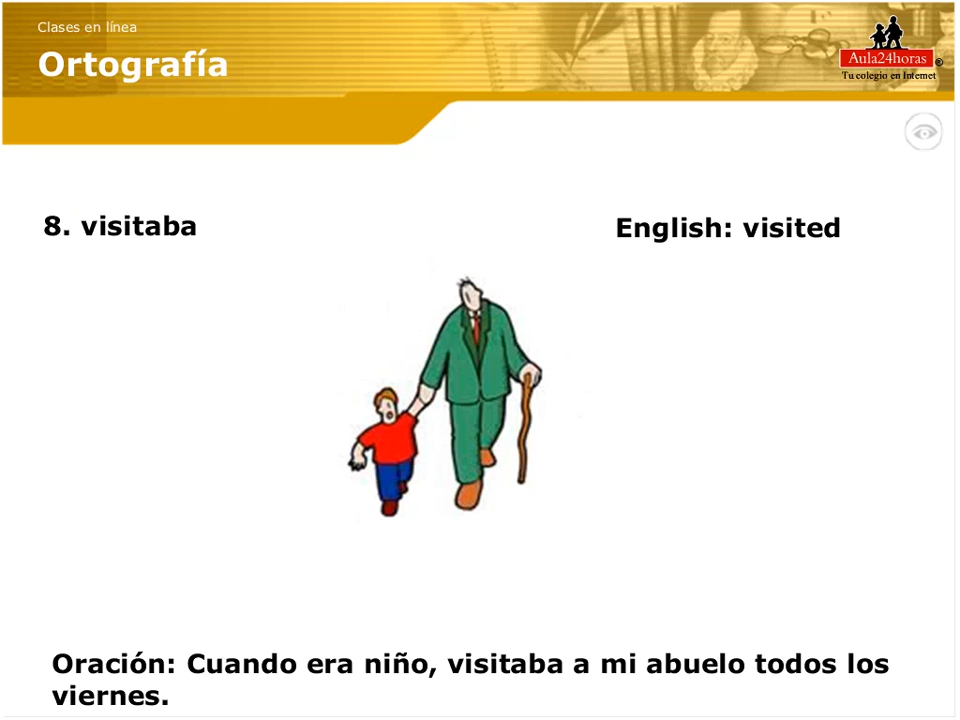 Clases en línea
Ortografía
Aula24horas
®
Tu colegio en Internet
8. visitaba
English: visited
Oración: Cuando era niño, visitaba a mi abuelo todos los
viernes.